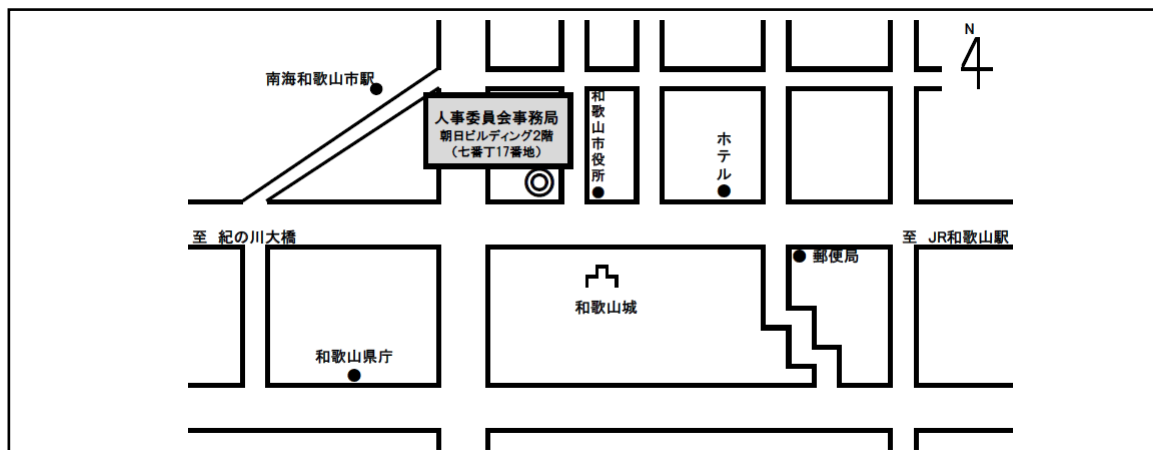 N
南海和歌山市駅
人事委員会事務局
朝日ビルディング2階
（七番丁17番地）
和歌山市役所
ホテル
至　紀の川大橋
至　JR和歌山駅
郵便局
和歌山城
和歌山県庁